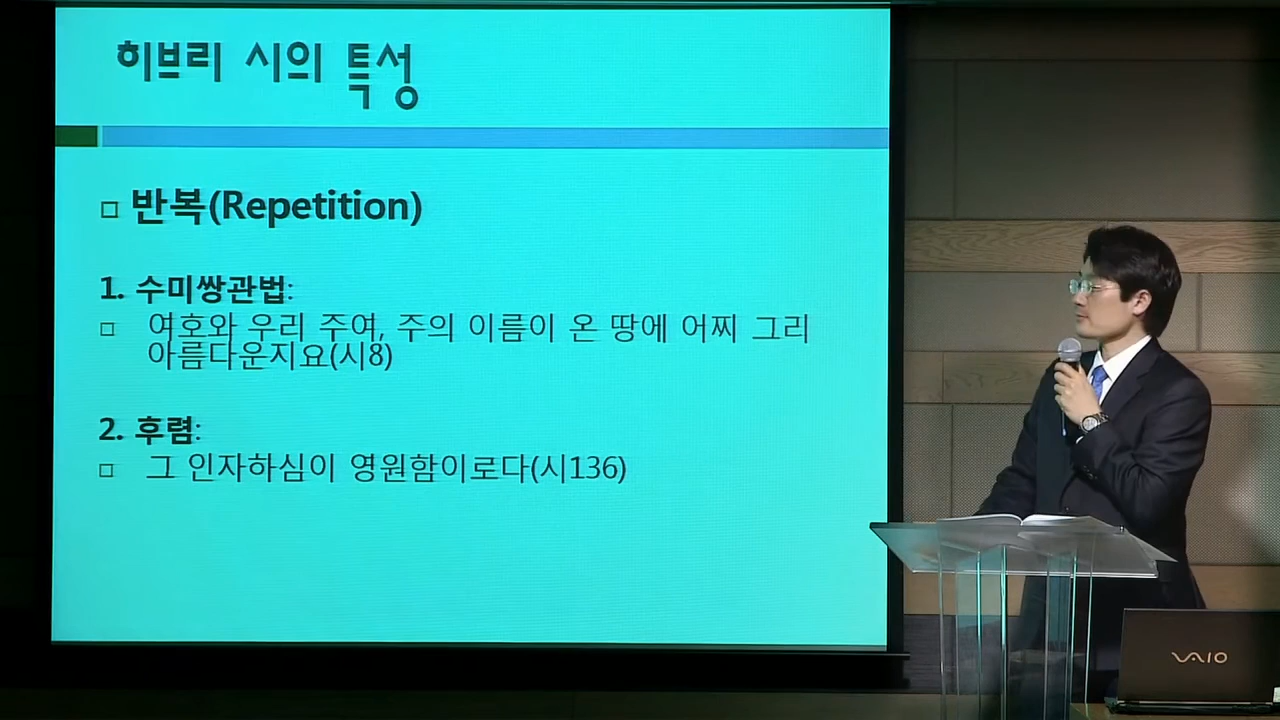 히브리 시의 특성
반복(Repetition)
1. 수미쌍관법:
여호와 우리 주여, 주의 이름이 온 땅에 어찌 그리
아름다운지요(시8)
2. 후렴:
그 인자하심이 영원함이로다(시136)
VAIO